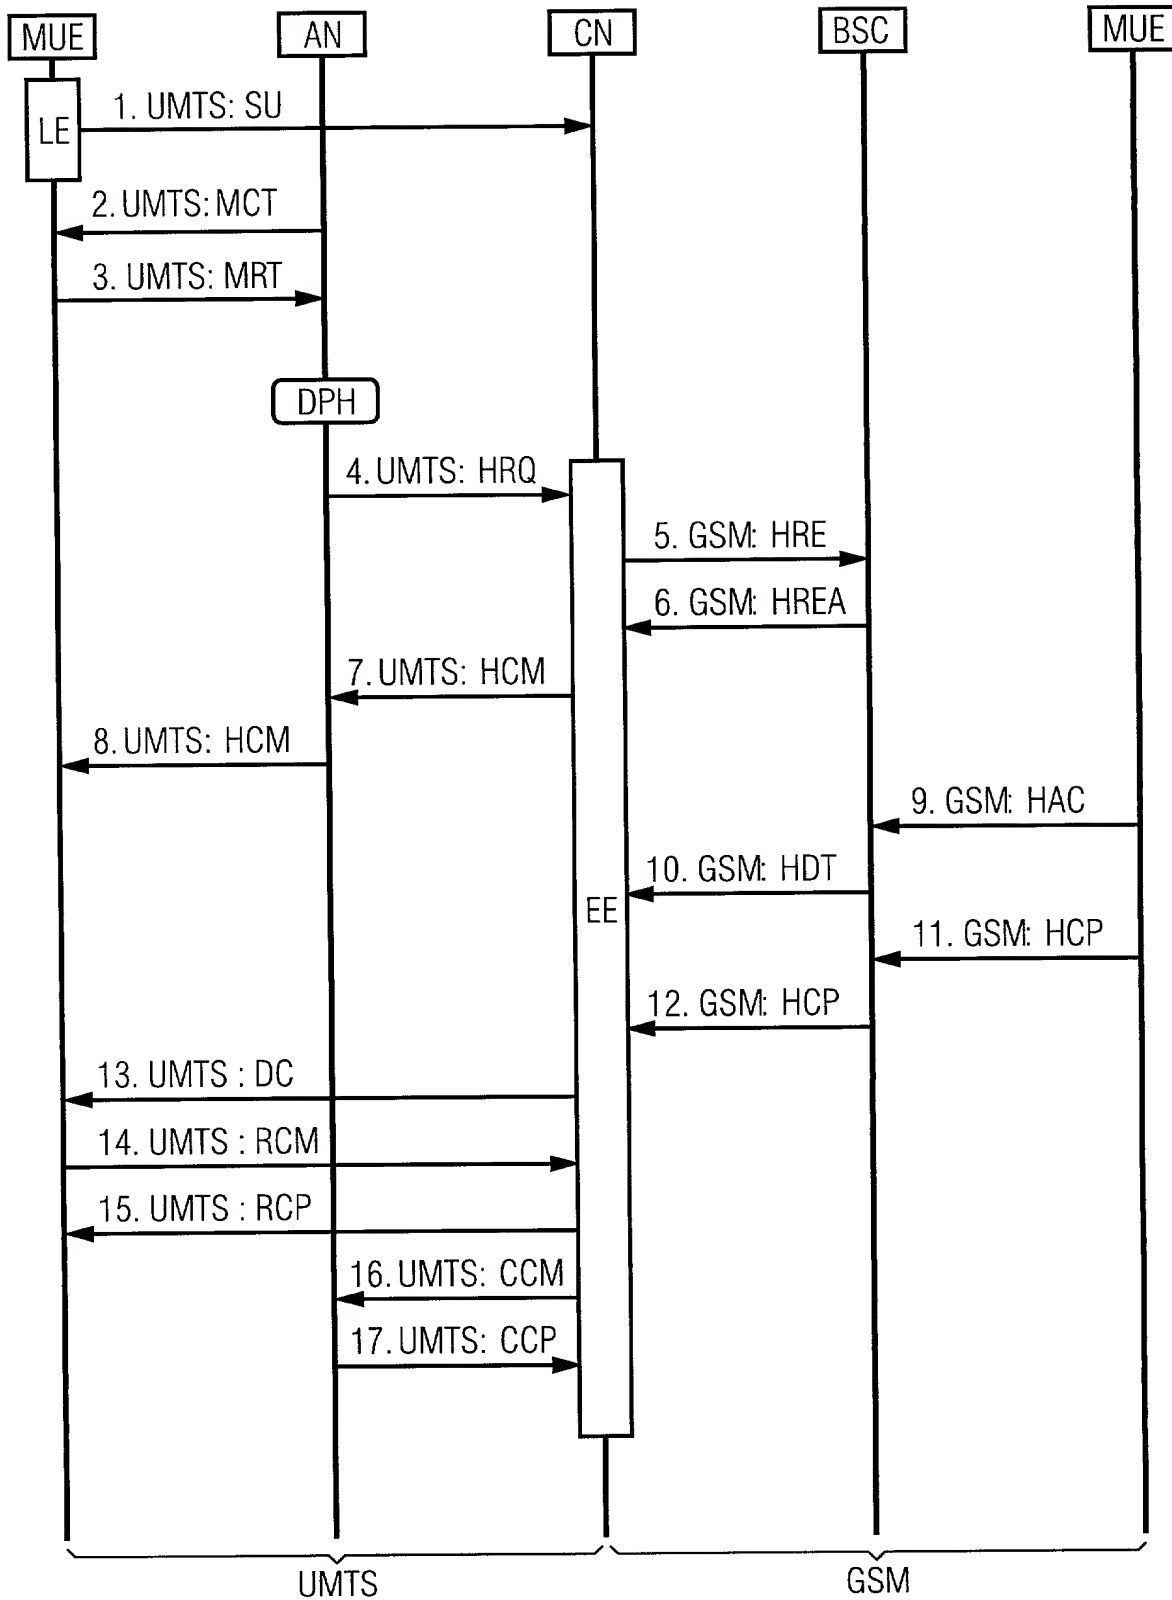 MUE AN CN BSC MUE
LE
1. UMTS: SU
2. UMTS: MCT
3. UMTS: MRT
DPH
4. UMTS: HRQ
5. GSM: HRE
6. GSM: HREA
7. UMTS: HCM
8. UMTS: HCM
9. GSM: HAC
10. GSM: HDT
EE
11. GSM: HCP
12. GSM: HCP
13. UMTS : DC
14. UMTS : RCM
15. UMTS : RCP
16. UMTS: CCM
17. UMTS: CCP
UMTS GSM